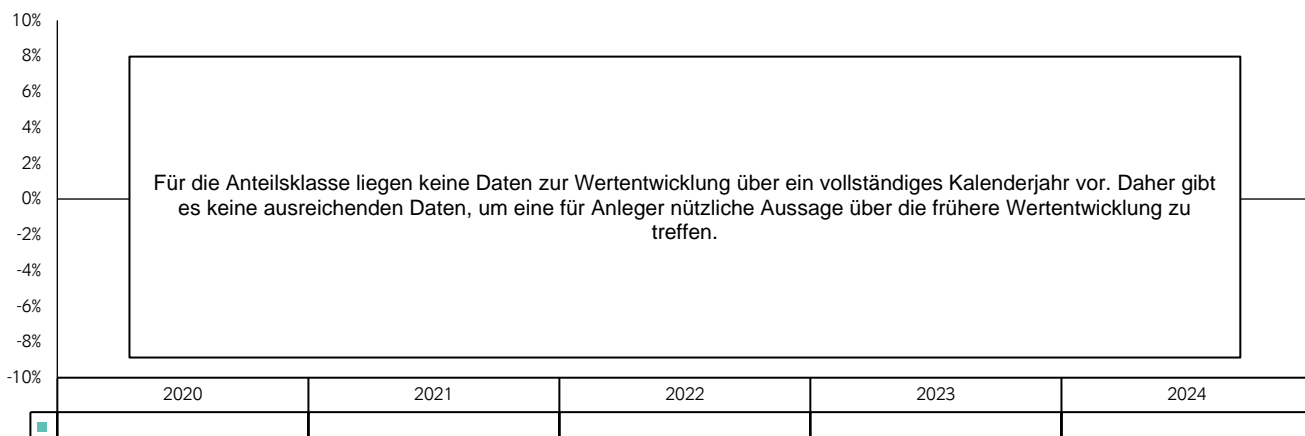 10%
8%
6%
4%
2%
0%
-2%
-4%
-6%
-8%
-10%
Für die Anteilsklasse liegen keine Daten zur Wertentwicklung über ein vollständiges Kalenderjahr vor. Daher gibt
es keine ausreichenden Daten, um eine für Anleger nützliche Aussage über die frühere Wertentwicklung zu
treffen.
2020 2021 2022 2023 2024